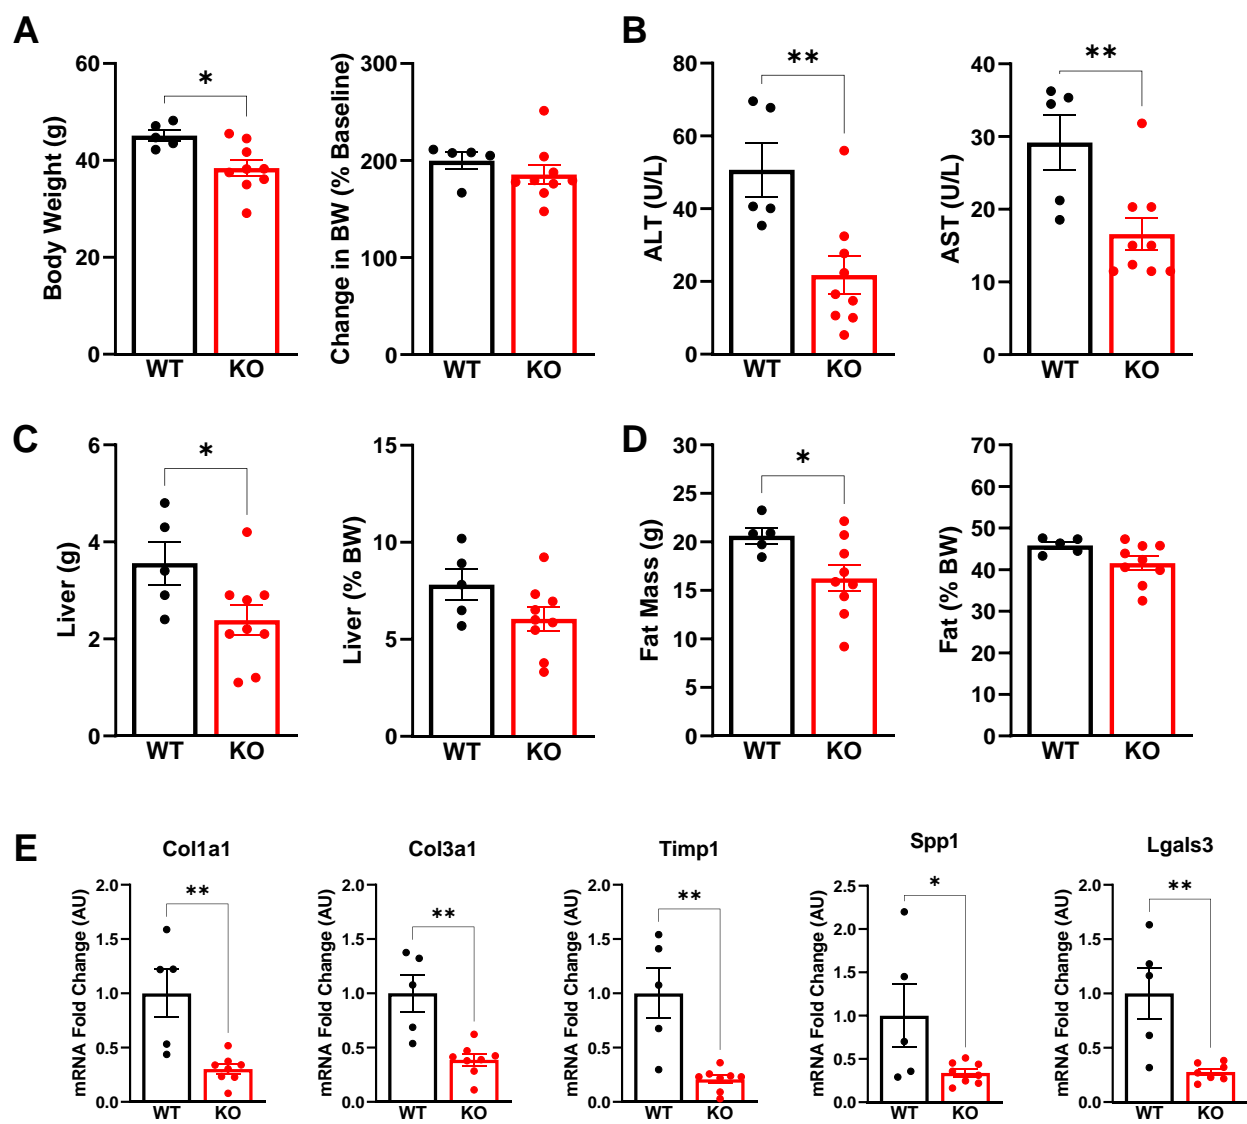 A
Body Weight (g)
60
40
20
0
*
WT KO
Change in BW (% Baseline)
300
200
100
0
WT KO
B
ALT (U/L)
80
60
40
20
0
**
WT KO
AST (U/L)
40
30
20
10
0
**
WT KO
C
Liver (g)
6
4
2
0
*
WT KO
Liver (% BW)
15
10
5
0
WT KO
D
Fat Mass (g)
30
25
20
15
10
5
0
*
WT KO
Fat (% BW)
70
60
50
40
30
20
10
0
WT KO
E
Col1a1
mRNA Fold Change (AU)
2.0
1.5
1.0
0.5
0.0
**
WT KO
Col3a1
mRNA Fold Change (AU)
2.0
1.5
1.0
0.5
0.0
**
WT KO
Timp1
mRNA Fold Change (AU)
2.0
1.5
1.0
0.5
0.0
**
WT KO
Spp1
mRNA Fold Change (AU)
2.5
2.0
1.5
1.0
0.5
0.0
*
WT KO
Lgals3
mRNA Fold Change (AU)
2.0
1.5
1.0
0.5
0.0
**
WT KO